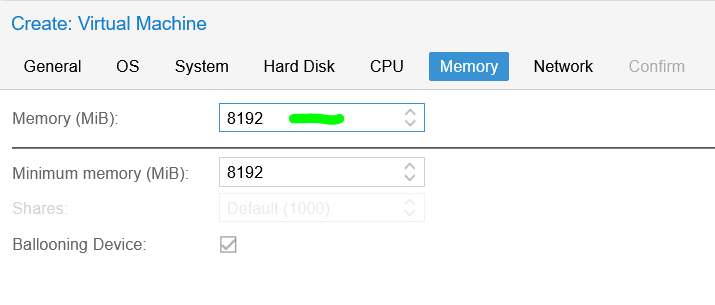 Create: Virtual Machine
General OS System Hard Disk CPU Memory Network Confirm
Memory (MiB): 8192
Minimum memory (MiB): 8192
Shares: Default (1000)
Ballooning Device: